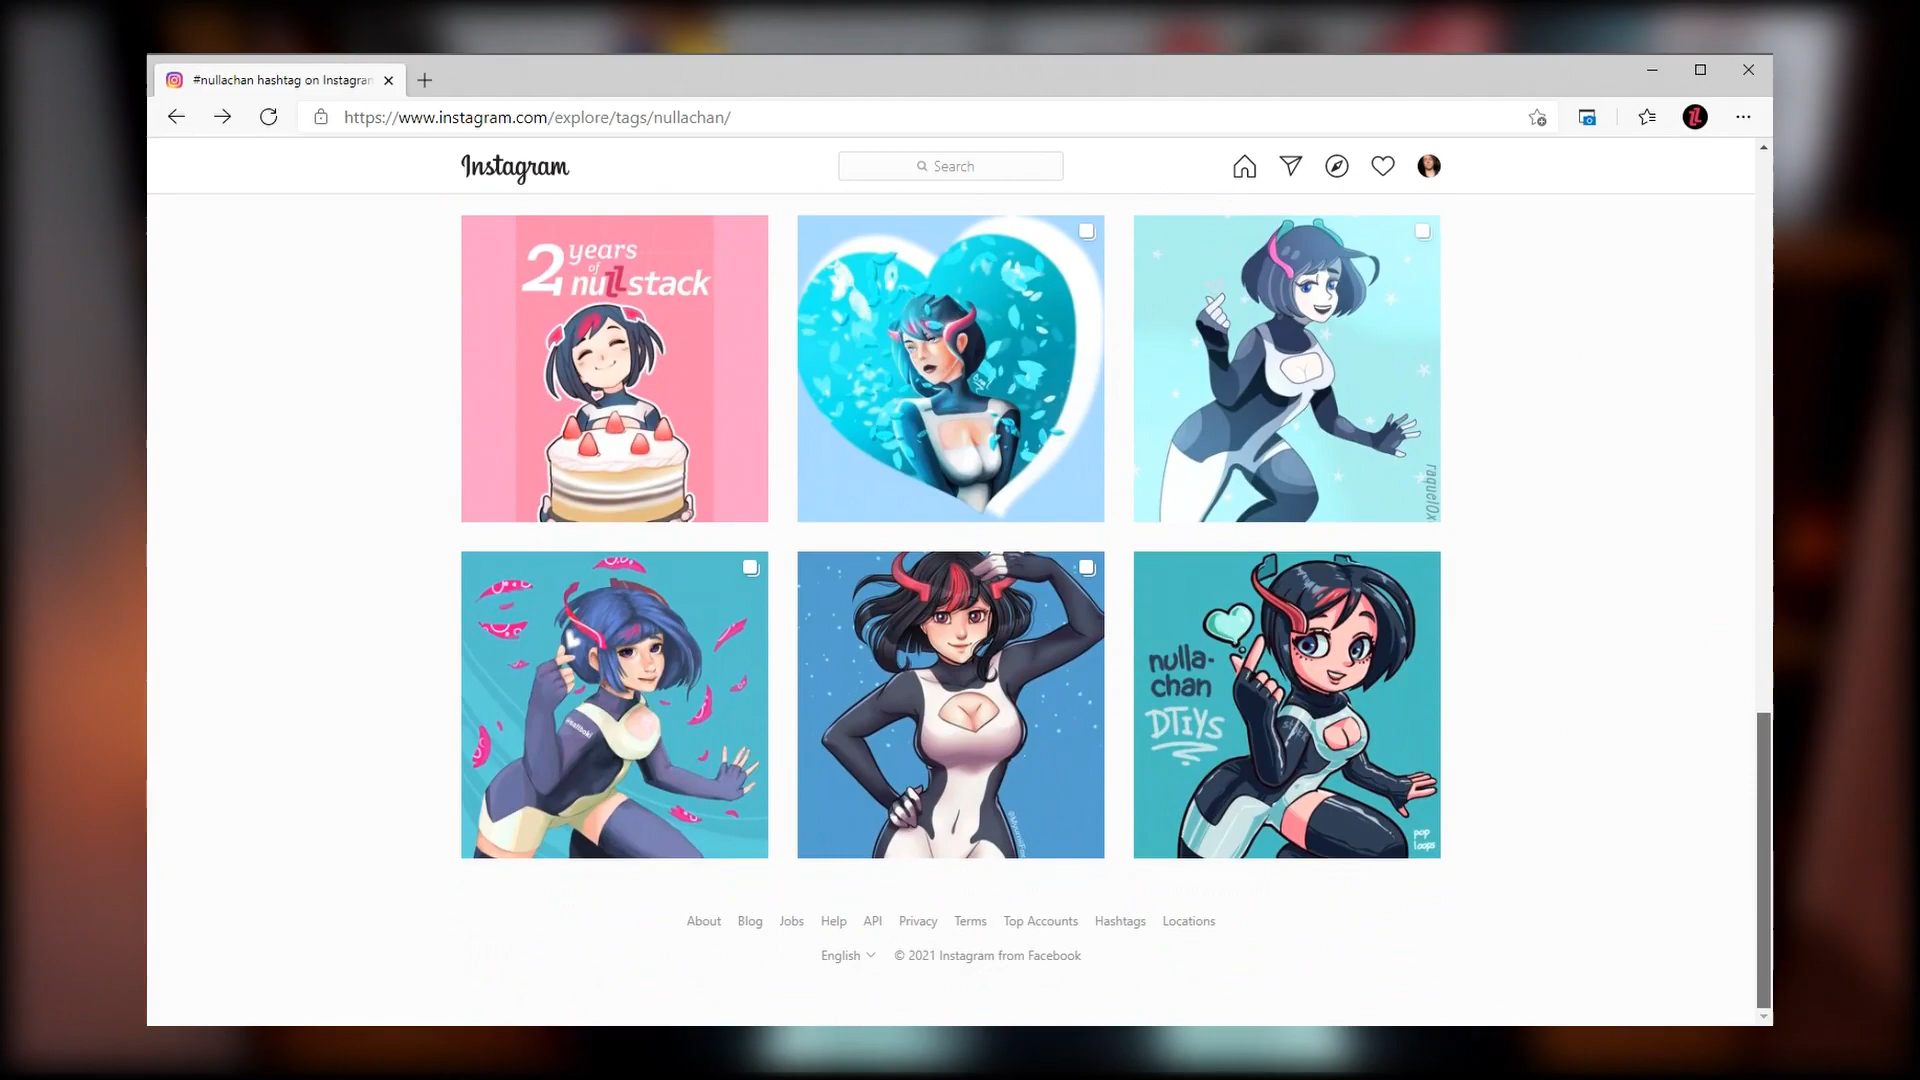 #nullachan hashtag on Instagram
https://www.instagram.com/explore/tags/nullachan/
Instagram
Search
2 years
of
nullstack
raquel0x
nulla-
chan
DTIYS
pop
loops
About Blog Jobs Help API Privacy Terms Top Accounts Hashtags Locations
English © 2021 Instagram from Facebook